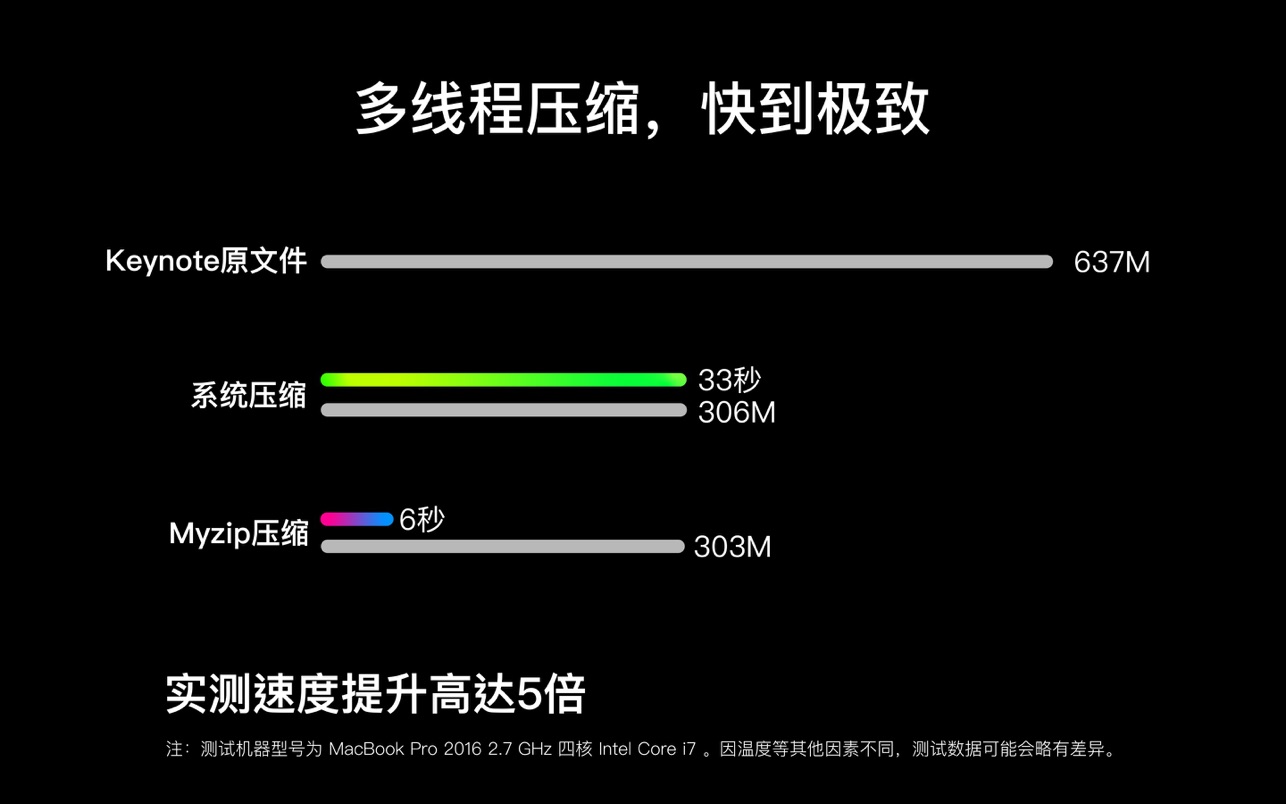 多线程压缩，快到极致
Keynote原文件 637M
系统压缩 33秒
306M
Myzip压缩 6秒
303M
实测速度提升高达5倍
注：测试机器型号为 MacBook Pro 2016 2.7 GHz 四核 Intel Core i7 。因温度等其他因素不同，测试数据可能会略有差异。